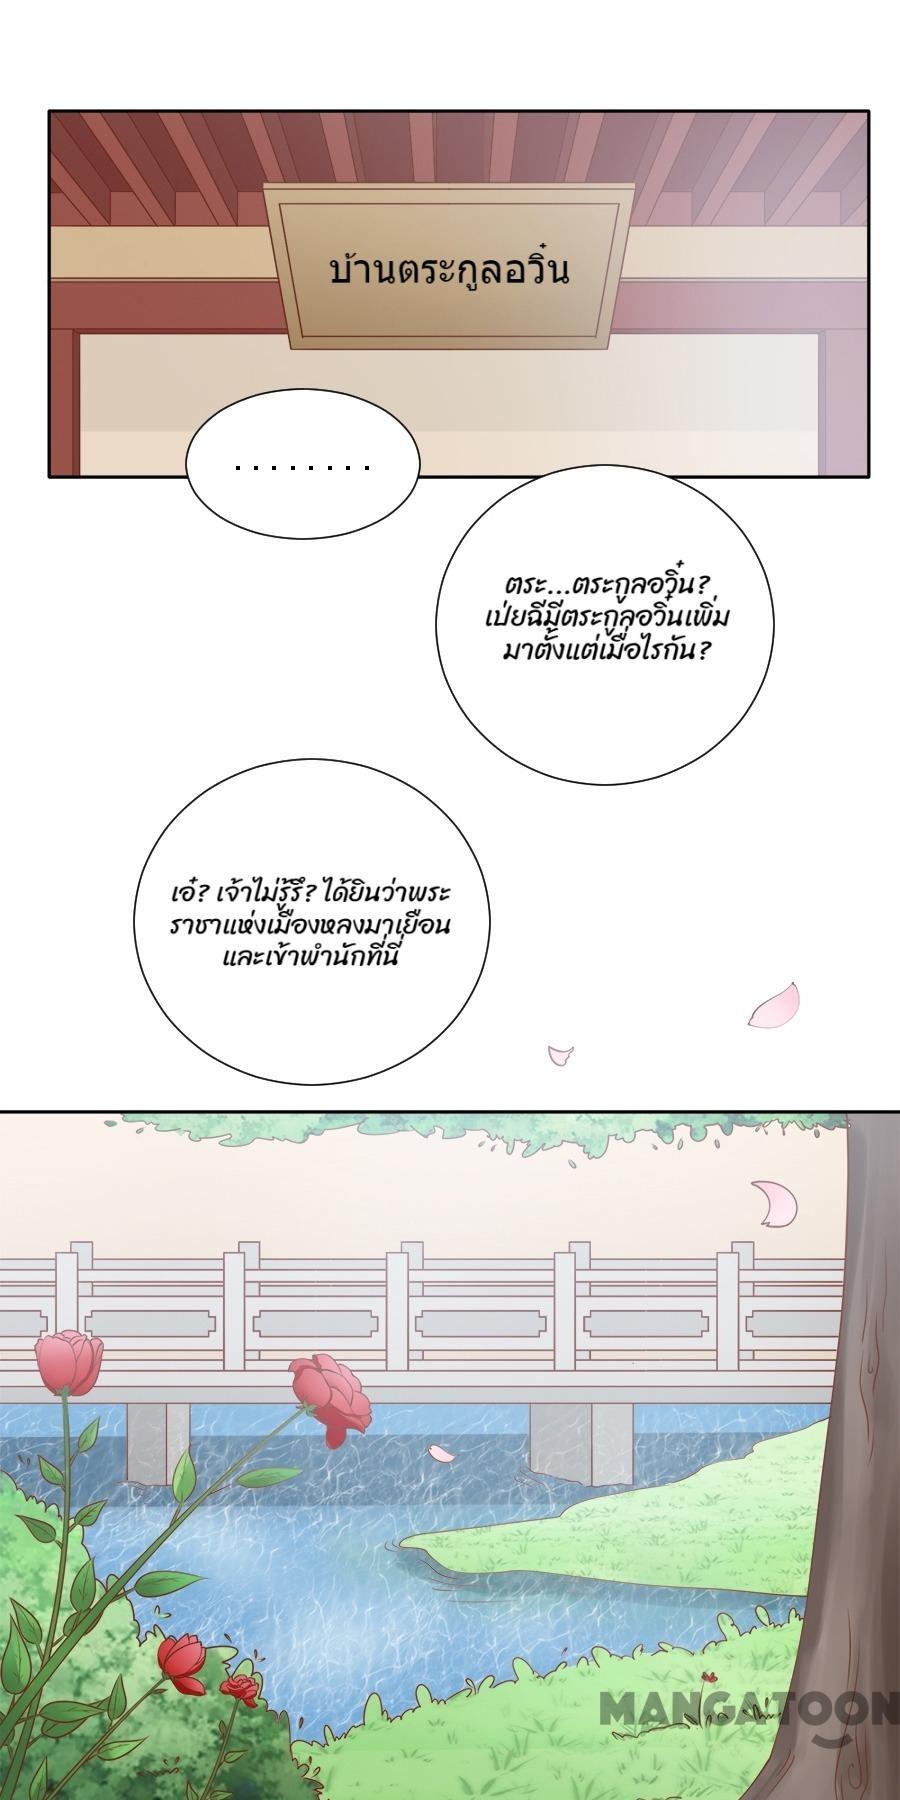 บ้านตระกูลอวิ๋น
........
ตระ...ตระกูลอวิ๋น?
เป่ยฉีมีตระกูลอวิ๋นเพิ่ม
มาตั้งแต่เมื่อไรกัน?
เอ๋? เจ้าไม่รู้รึ? ได้ยินว่าพระ
ราชาแห่งเมืองหลงมาเยือน
และเข้าพำนักที่นี่
MANGATOON